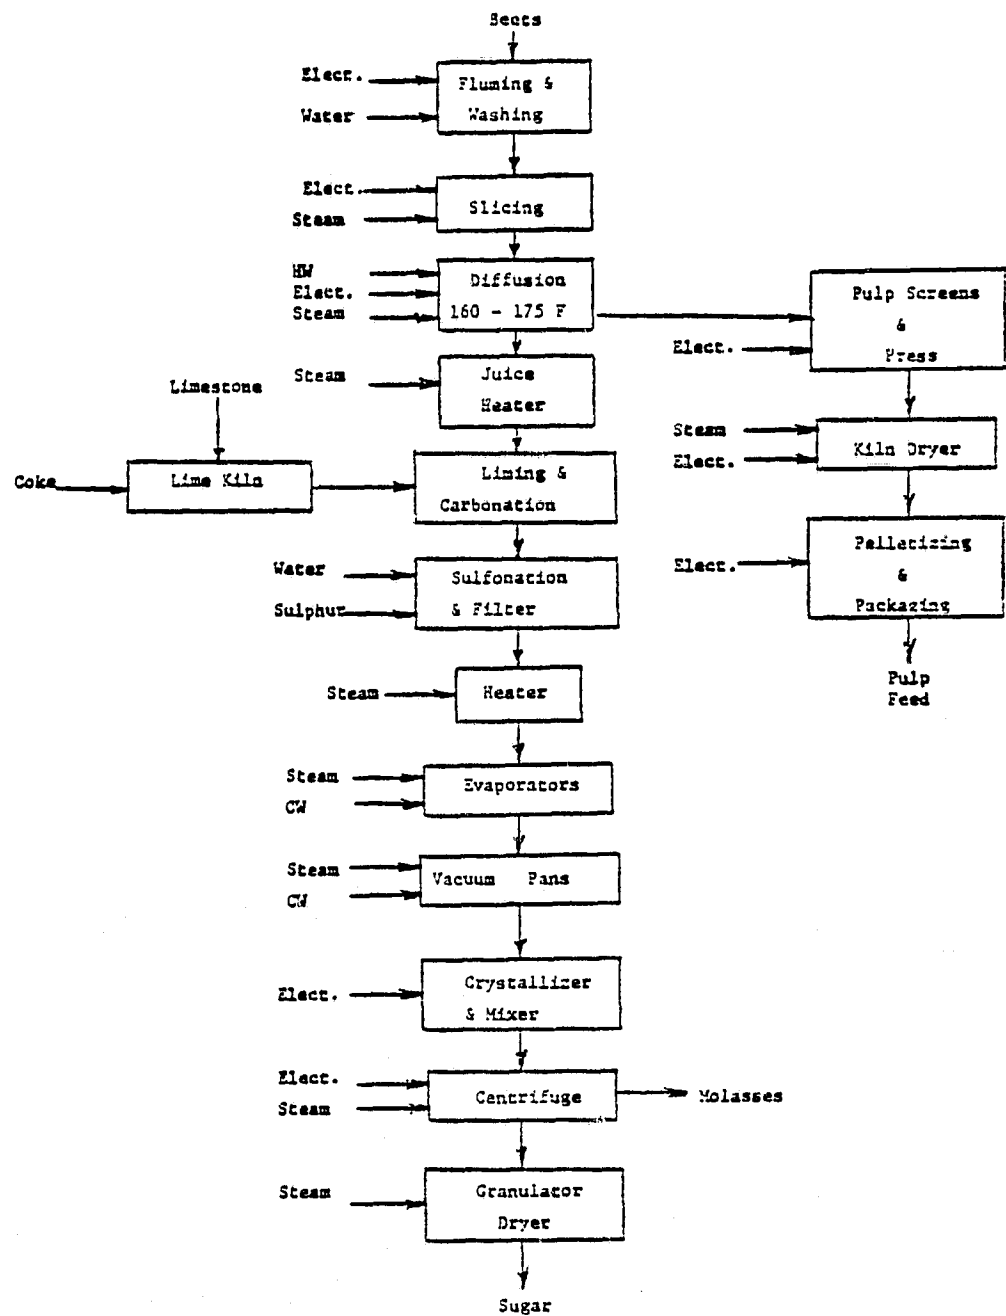 Beets
Elect.
Fluming &
Water
Washing
Elect.
Slicing
Steam
HW
Diffusion
Elect.
Steam
160 - 175 F
Pulp Screens
&
Elect.
Press
Steam
Juice
Heater
Limestone
Steam
Kiln Dryer
Elect.
Coke
Lime Kiln
Liming &
Carbonation
Pelletizing
Elect.
&
Packaging
Water
Sulfonation
Sulphur
& Filter
Steam
Heater
Pulp
Feed
Steam
Evaporators
CW
Steam
Vacuum Pans
CW
Crystallizer
Elect.
& Mixer
Elect.
Centrifuge
Molasses
Steam
Steam
Granulator
Dryer
Sugar